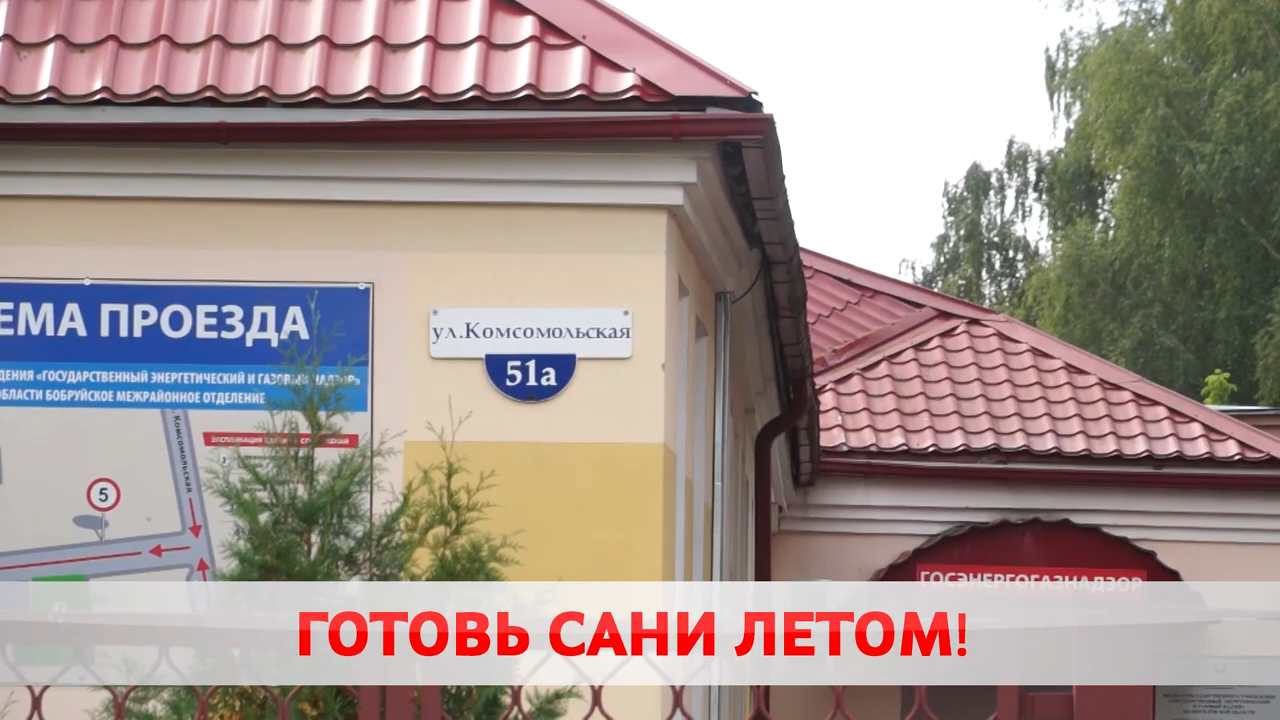 ЕМА ПРОЕЗДА
ДЕНИЯ «ГОСУДАРСТВЕННЫЙ ЭНЕРГЕТИЧЕСКИЙ И ГАЗОВЫЙ НАДЗОР»
ОБЛАСТИ БОБРУЙСКОЕ МЕЖРАЙОННОЕ ОТДЕЛЕНИЕ
ул.Комсомольская
51а
ЭКСПЛИКАЦИЯ
Комсомольская
5
ГОСЭНЕРГОГАЗНАДЗОР
ГОТОВЬ САНИ ЛЕТОМ!